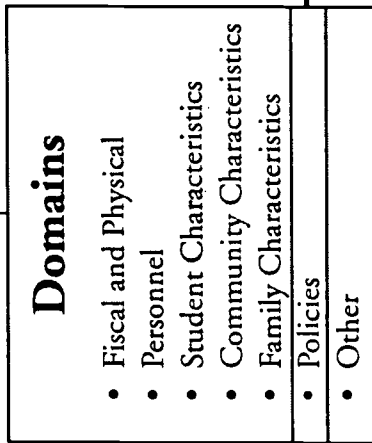 Domains
• Fiscal and Physical
• Personnel
• Student Characteristics
• Community Characteristics
• Family Characteristics
• Policies
• Other